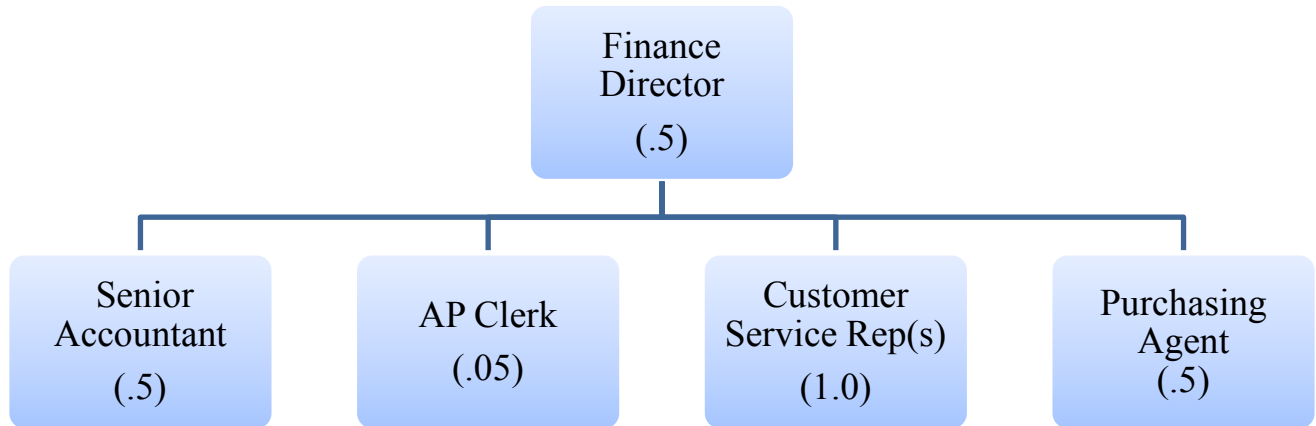 Finance
Director
(.5)
Senior
Accountant
(.5)
AP Clerk
(.05)
Customer
Service Rep(s)
(1.0)
Purchasing
Agent
(.5)